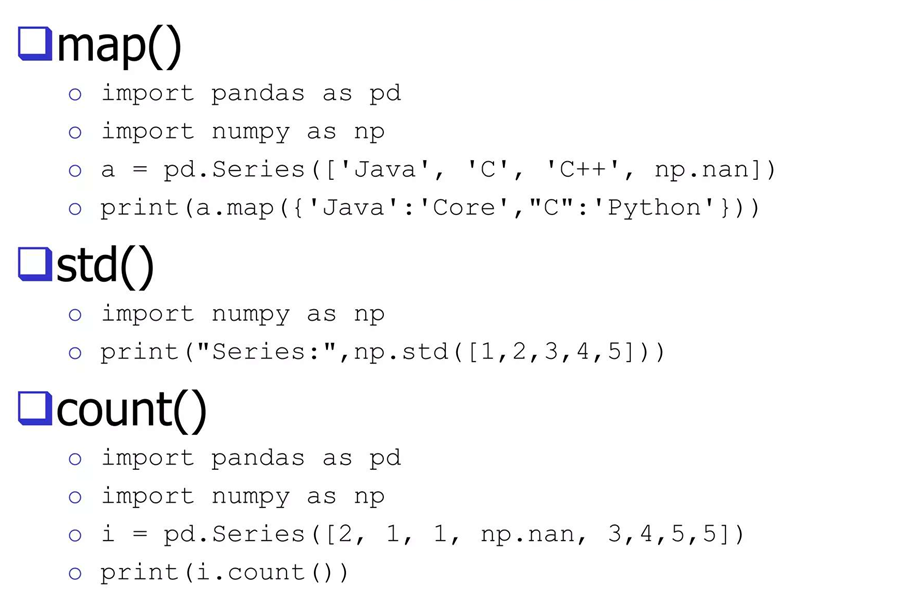 map()
import pandas as pd
import numpy as np
a = pd.Series(['Java', 'C', 'C++', np.nan])
print(a.map({'Java':'Core',"C":'Python'}))
std()
import numpy as np
print("Series:",np.std([1,2,3,4,5]))
count()
import pandas as pd
import numpy as np
i = pd.Series([2, 1, 1, np.nan, 3,4,5,5])
print(i.count())